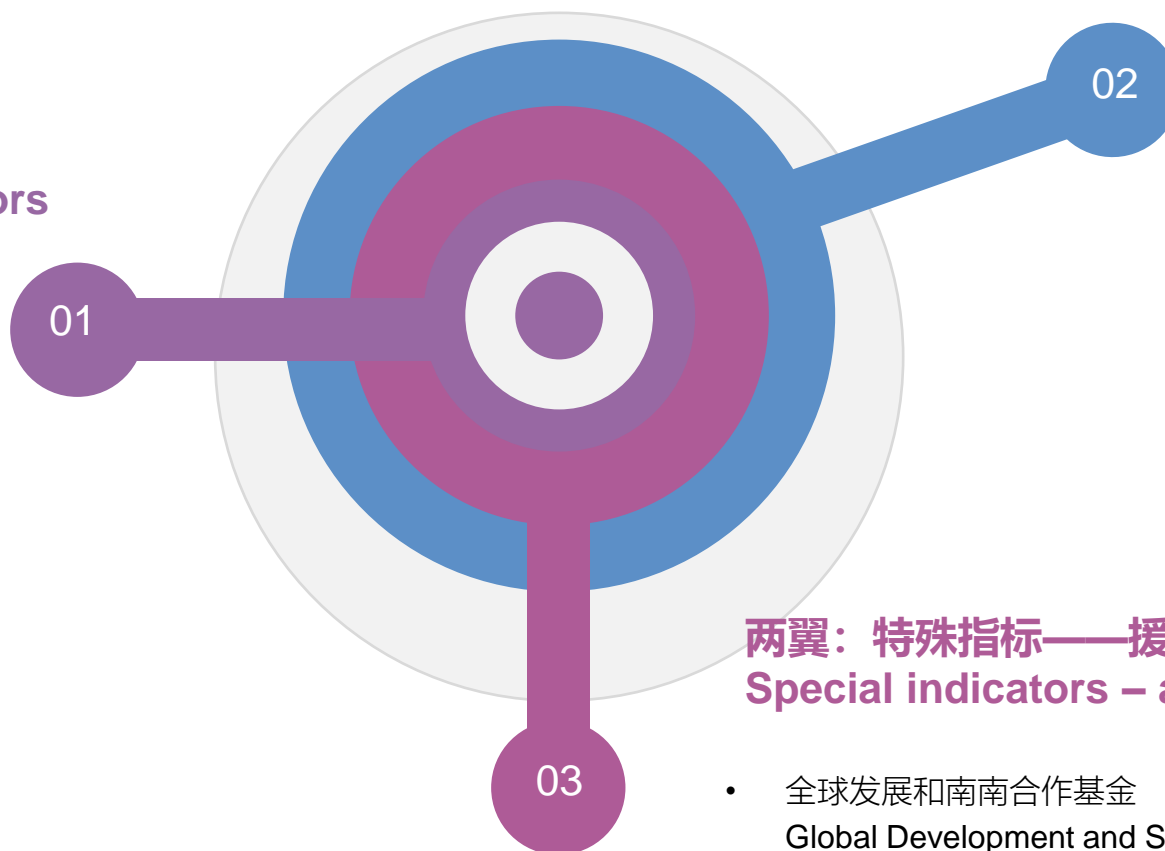 02
ors
01
两翼：特殊指标——援
Special indicators – a
03
• 全球发展和南南合作基金
Global Development and S